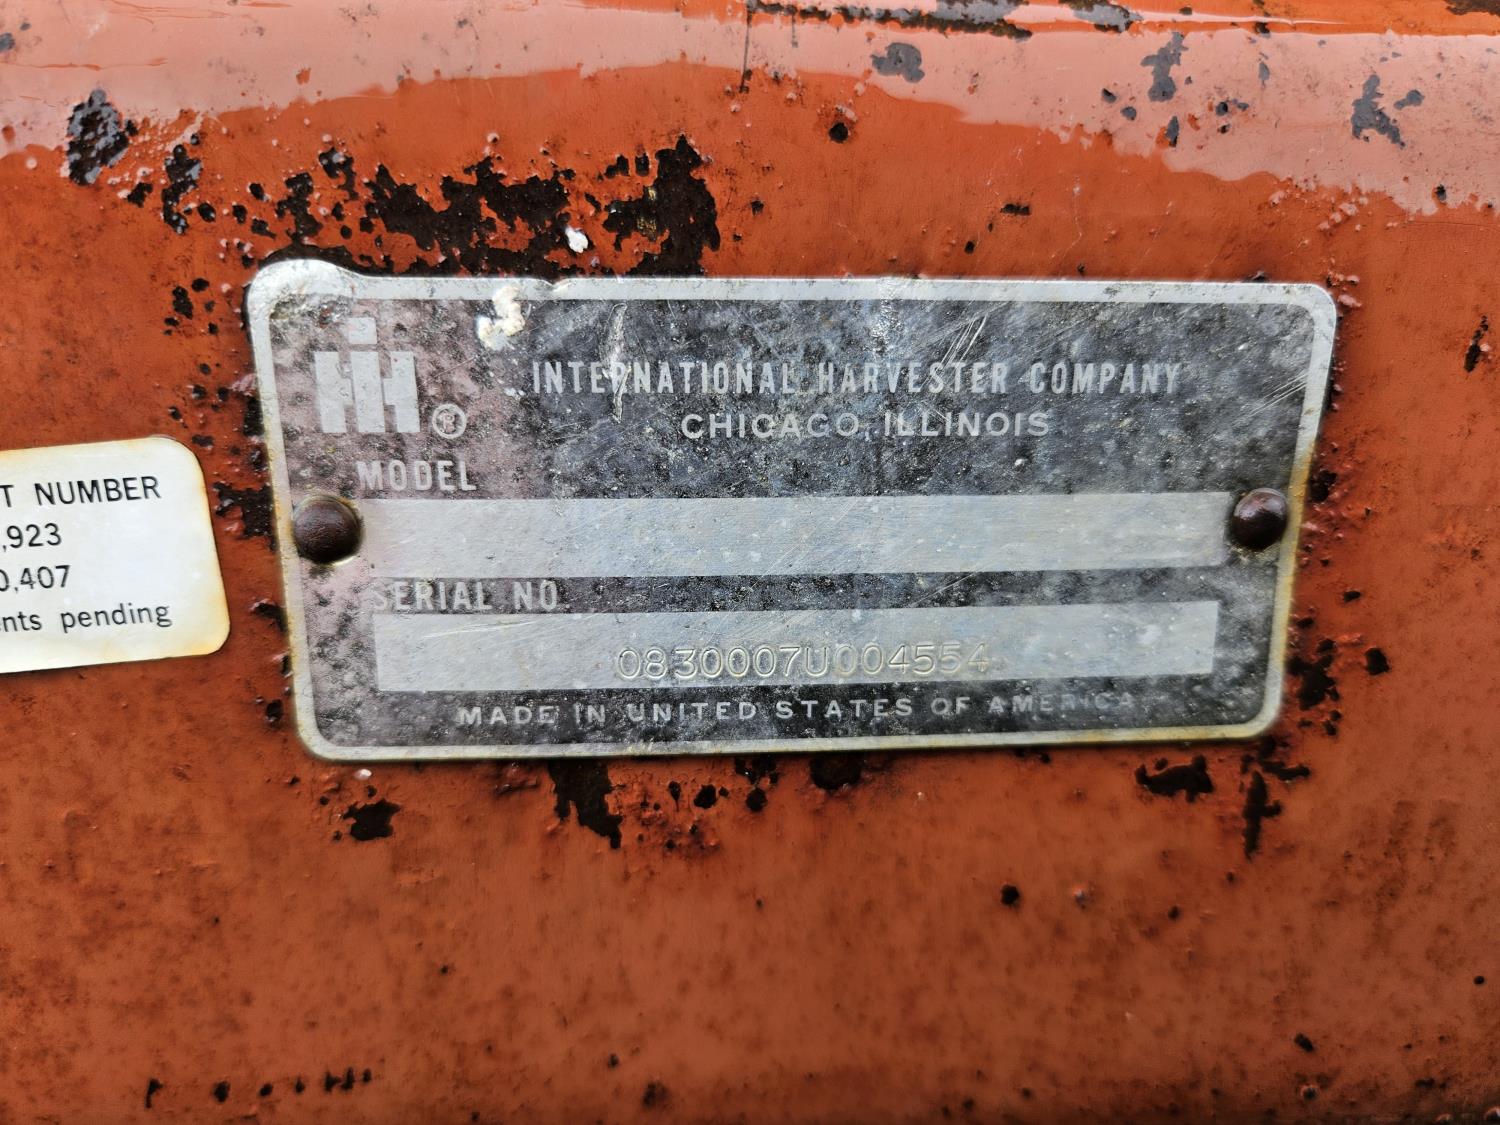 T NUMBER
,923
0,407
ents pending
IH ®
INTERNATIONAL HARVESTER COMPANY
CHICAGO, ILLINOIS
MODEL
SERIAL NO.
0830007U004554
MADE IN UNITED STATES OF AMERICA